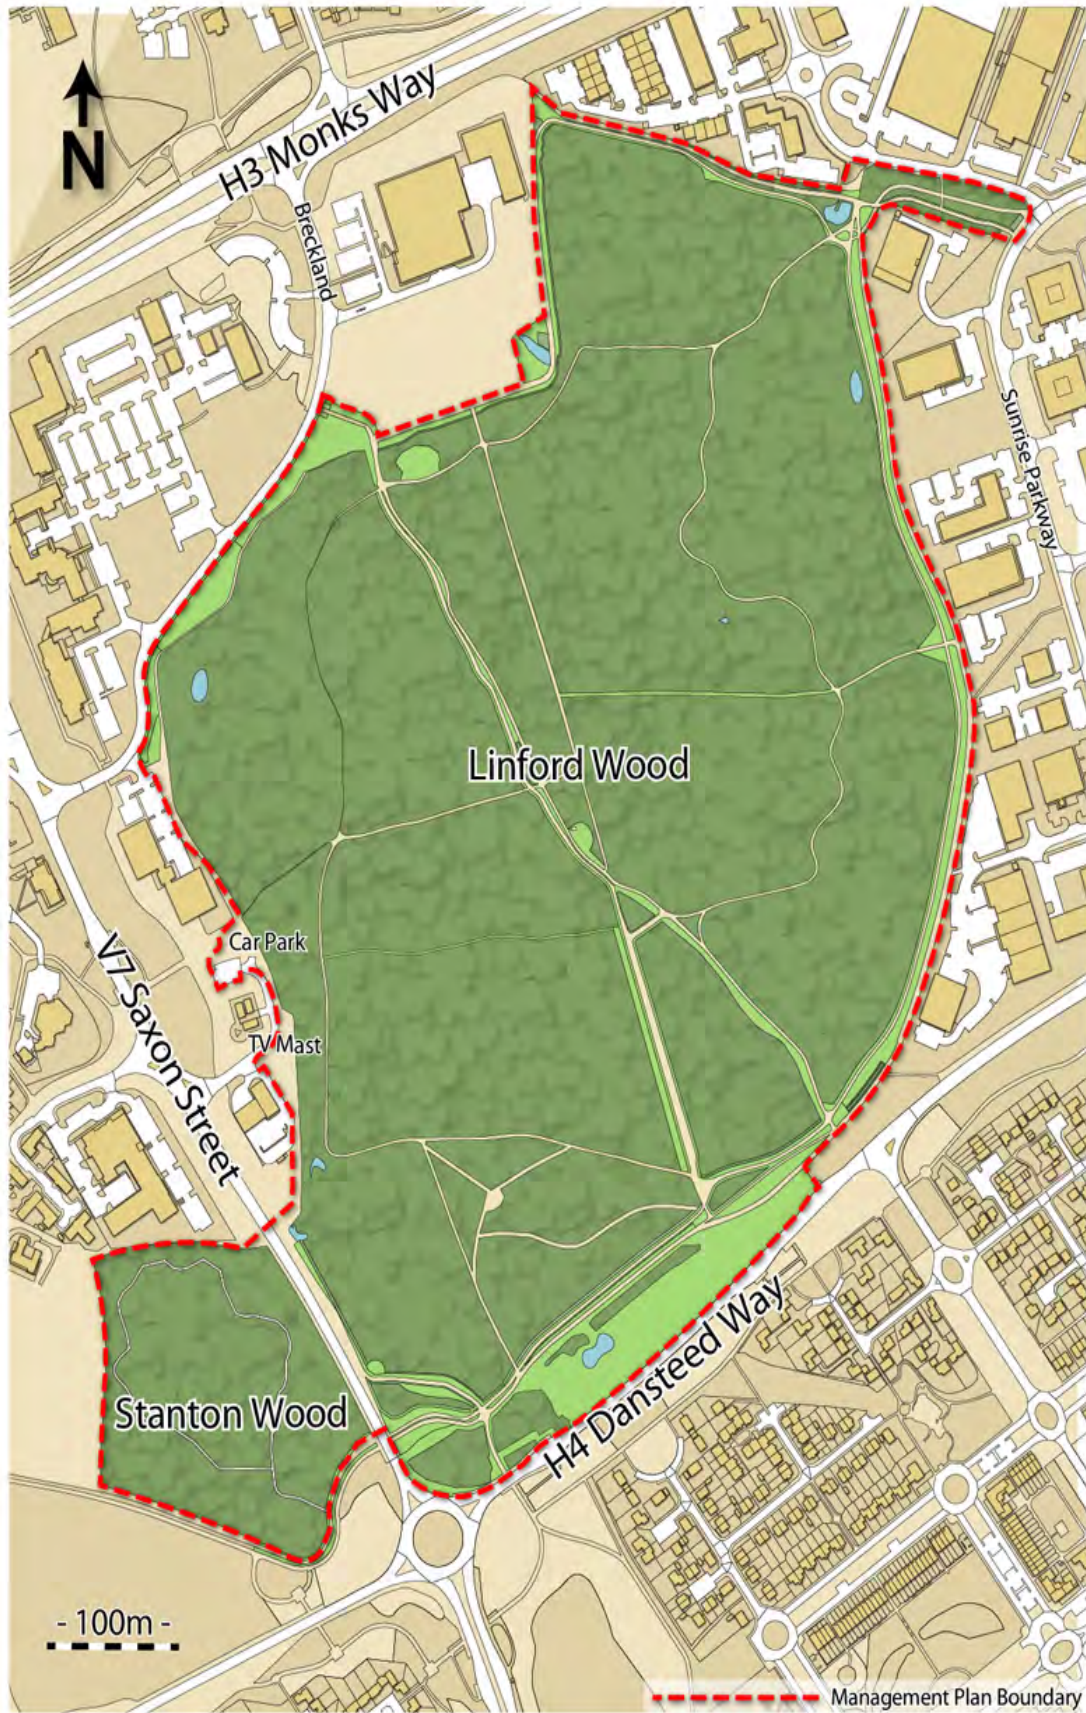 H3 Monks Way
N
Breckland
Sunrise Parkway
Linford Wood
Car Park
V7 Saxon Street
TV Mast
Stanton Wood
H4 Dansteed Way
- 100m -
Management Plan Boundary